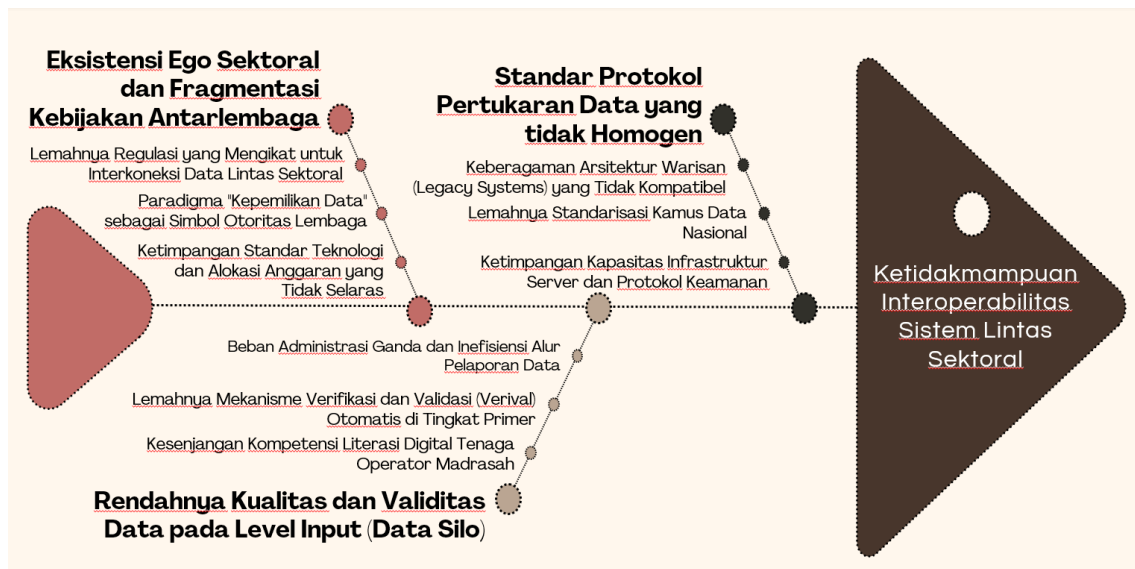 Eksistensi Ego Sektoral
dan Fragmentasi
Kebijakan Antarlembaga
Lemahnya Regulasi yang Mengikat untuk
Interkoneksi Data Lintas Sektoral
Paradigma "Kepemilikan Data"
sebagai Simbol Otoritas Lembaga
Ketimpangan Standar Teknologi
dan Alokasi Anggaran yang
Tidak Selaras
Standar Protokol
Pertukaran Data yang
tidak Homogen
Keberagaman Arsitektur Warisan
(Legacy Systems) yang Tidak Kompatibel
Lemahnya Standarisasi Kamus Data
Nasional
Ketimpangan Kapasitas Infrastruktur
Server dan Protokol Keamanan
Beban Administrasi Ganda dan Inefisiensi Alur
Pelaporan Data
Lemahnya Mekanisme Verifikasi dan Validasi (Verival)
Otomatis di Tingkat Primer
Kesenjangan Kompetensi Literasi Digital Tenaga
Operator Madrasah
Rendahnya Kualitas dan Validitas
Data pada Level Input (Data Silo)
Ketidakmampuan
Interoperabilitas
Sistem Lintas
Sektoral